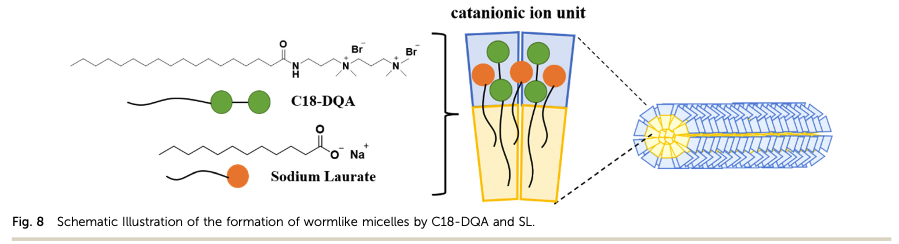 catanionic ion unit
O
Br⁻
Br⁻
N
H
N⁺
N⁺
C18-DQA
O
O⁻ Na⁺
Sodium Laurate
Fig. 8 Schematic Illustration of the formation of wormlike micelles by C18-DQA and SL.